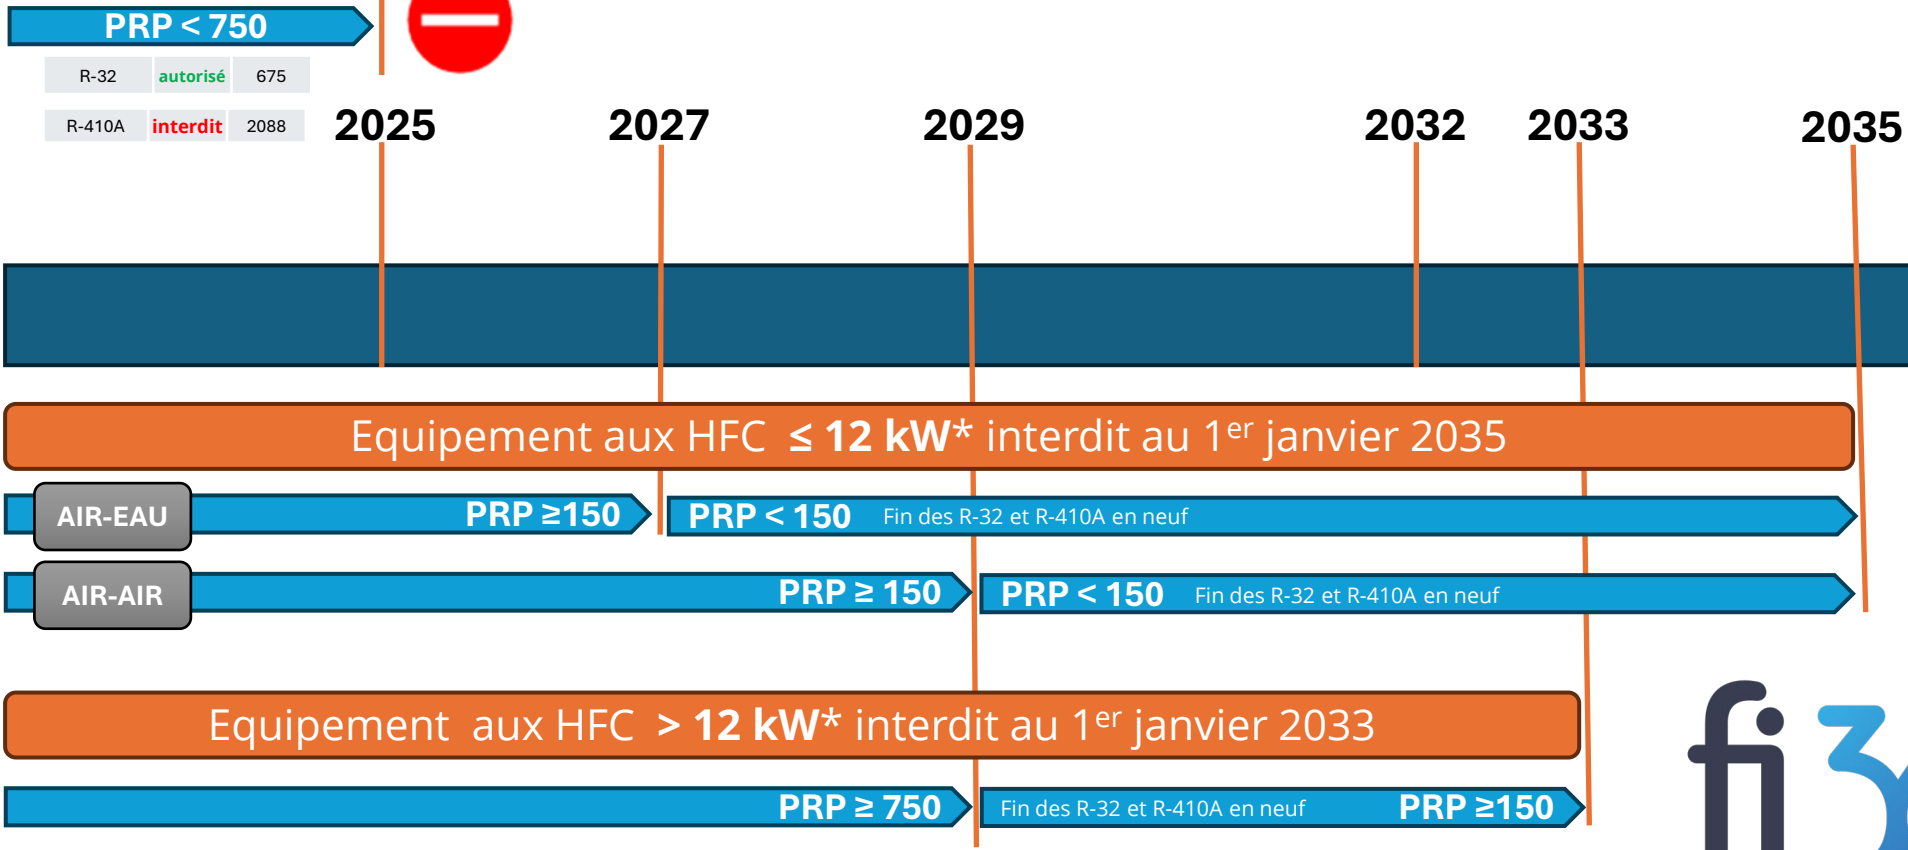 PRP < 750
R-32 autorisé 675
R-410A interdit 2088
2025 2027 2029 2032 2033 2035
Equipement aux HFC ≤ 12 kW* interdit au 1er janvier 2035
AIR-EAU PRP ≥150 PRP < 150 Fin des R-32 et R-410A en neuf
AIR-AIR PRP ≥ 150 PRP < 150 Fin des R-32 et R-410A en neuf
Equipement aux HFC > 12 kW* interdit au 1er janvier 2033
PRP ≥ 750 Fin des R-32 et R-410A en neuf PRP ≥150
fi3